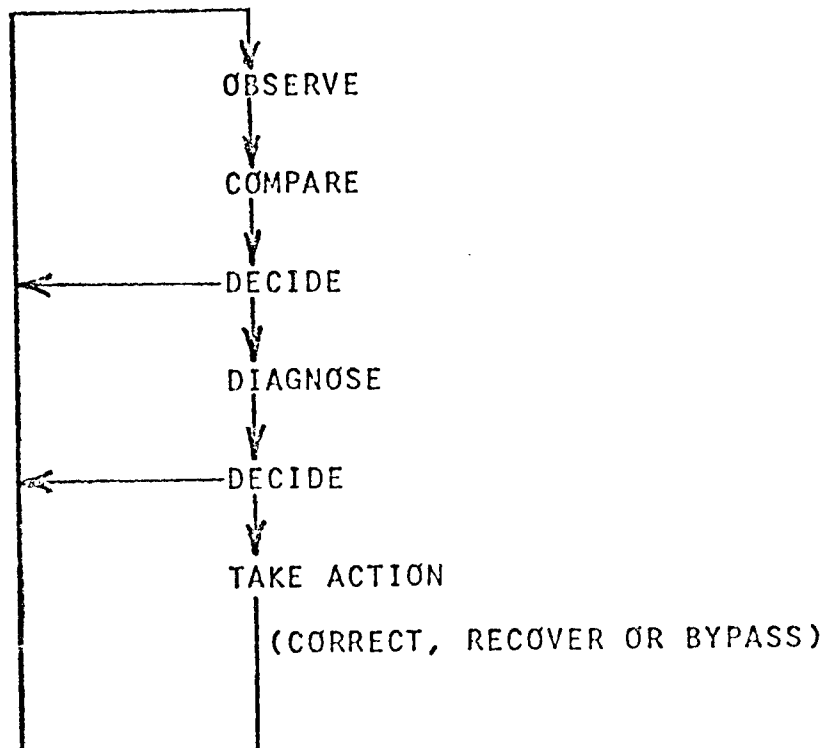 OBSERVE
COMPARE
DECIDE
DIAGNOSE
DECIDE
TAKE ACTION
(CORRECT, RECOVER OR BYPASS)